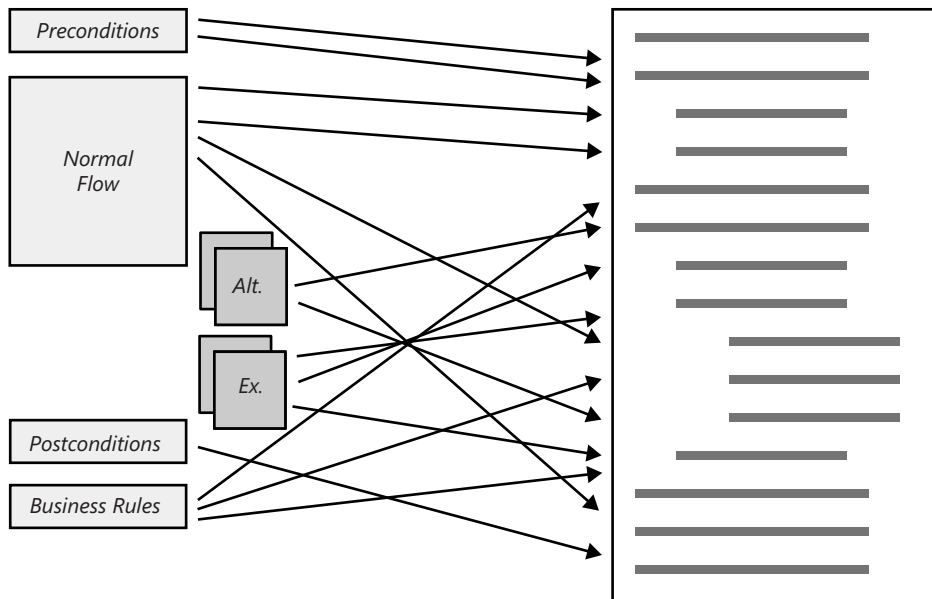 Preconditions
Normal
Flow
Alt.
Ex.
Postconditions
Business Rules